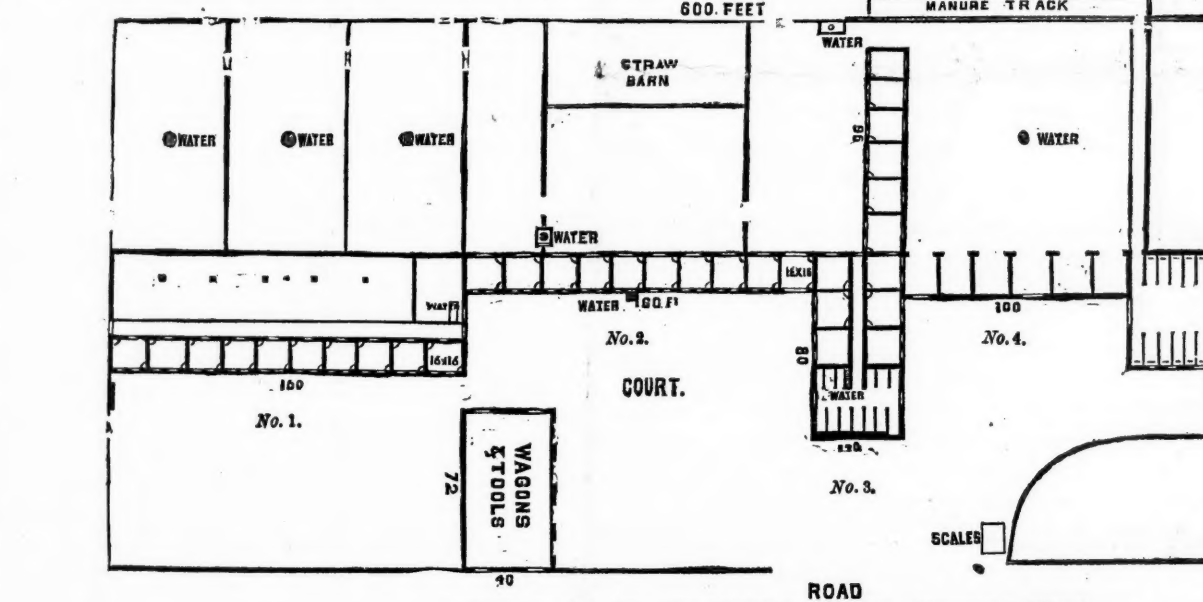 600. FEET
MANURE TRACK
WATER
STRAW
BARN
96
WATER
WATER
WATER
WATER
WATER
16X16
WATER
WATER
60. FT
100
No. 2.
No. 4.
80
16x16
160
COURT.
WATER
No. 1.
WAGONS
& TOOLS
72
No. 3.
SCALES
40
ROAD